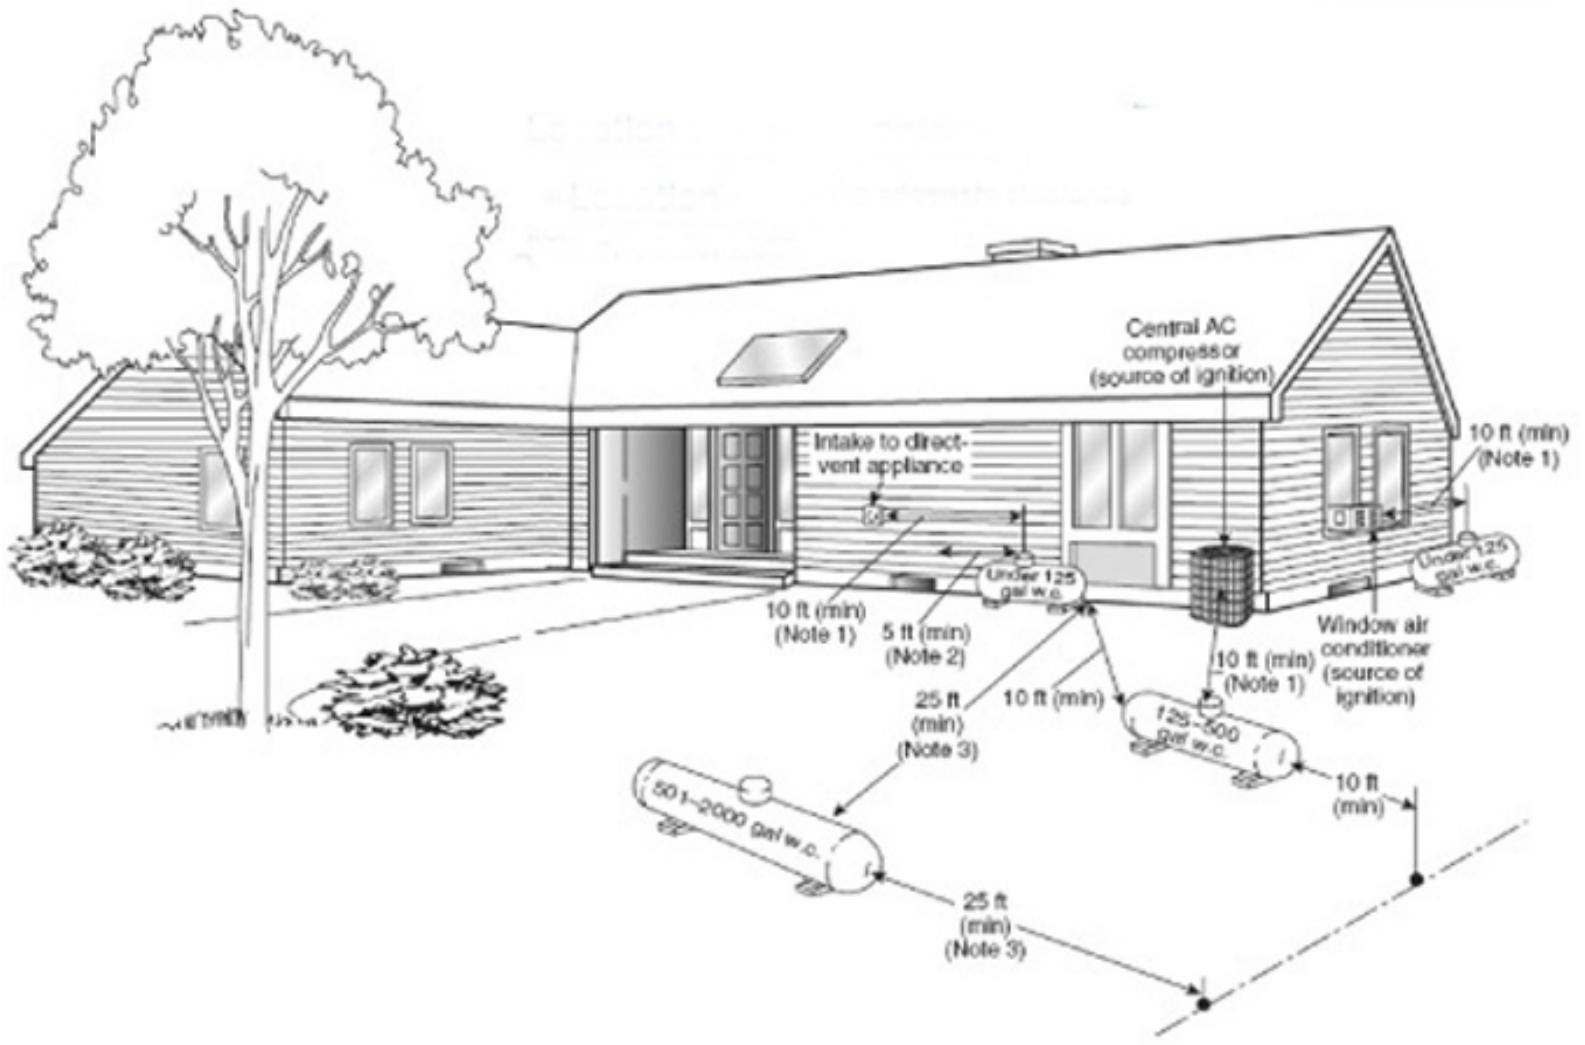 Location
Location
Central AC
compressor
(source of ignition)
Intake to direct-
vent appliance
10 ft (min)
(Note 1)
Under 125
gal w.c.
Under 125
gal w.c.
10 ft (min)
(Note 1)
5 ft (min)
(Note 2)
Window air
conditioner
(source of
ignition)
10 ft (min)
(Note 1)
25 ft
(min)
(Note 3)
10 ft (min)
125–500
gal w.c.
501–2000 gal w.c.
10 ft
(min)
25 ft
(min)
(Note 3)